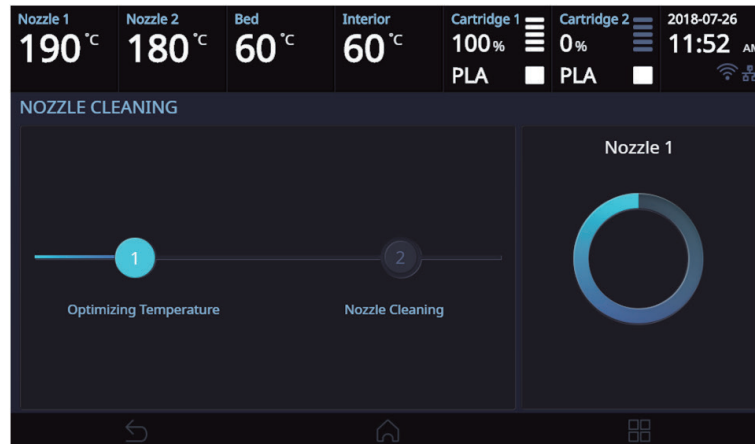 Nozzle 1
190 °C
Nozzle 2
180 °C
Bed
60 °C
Interior
60 °C
Cartridge 1
100 %
PLA
Cartridge 2
0 %
PLA
2018-07-26
11:52 AM
NOZZLE CLEANING
1
Optimizing Temperature
2
Nozzle Cleaning
Nozzle 1